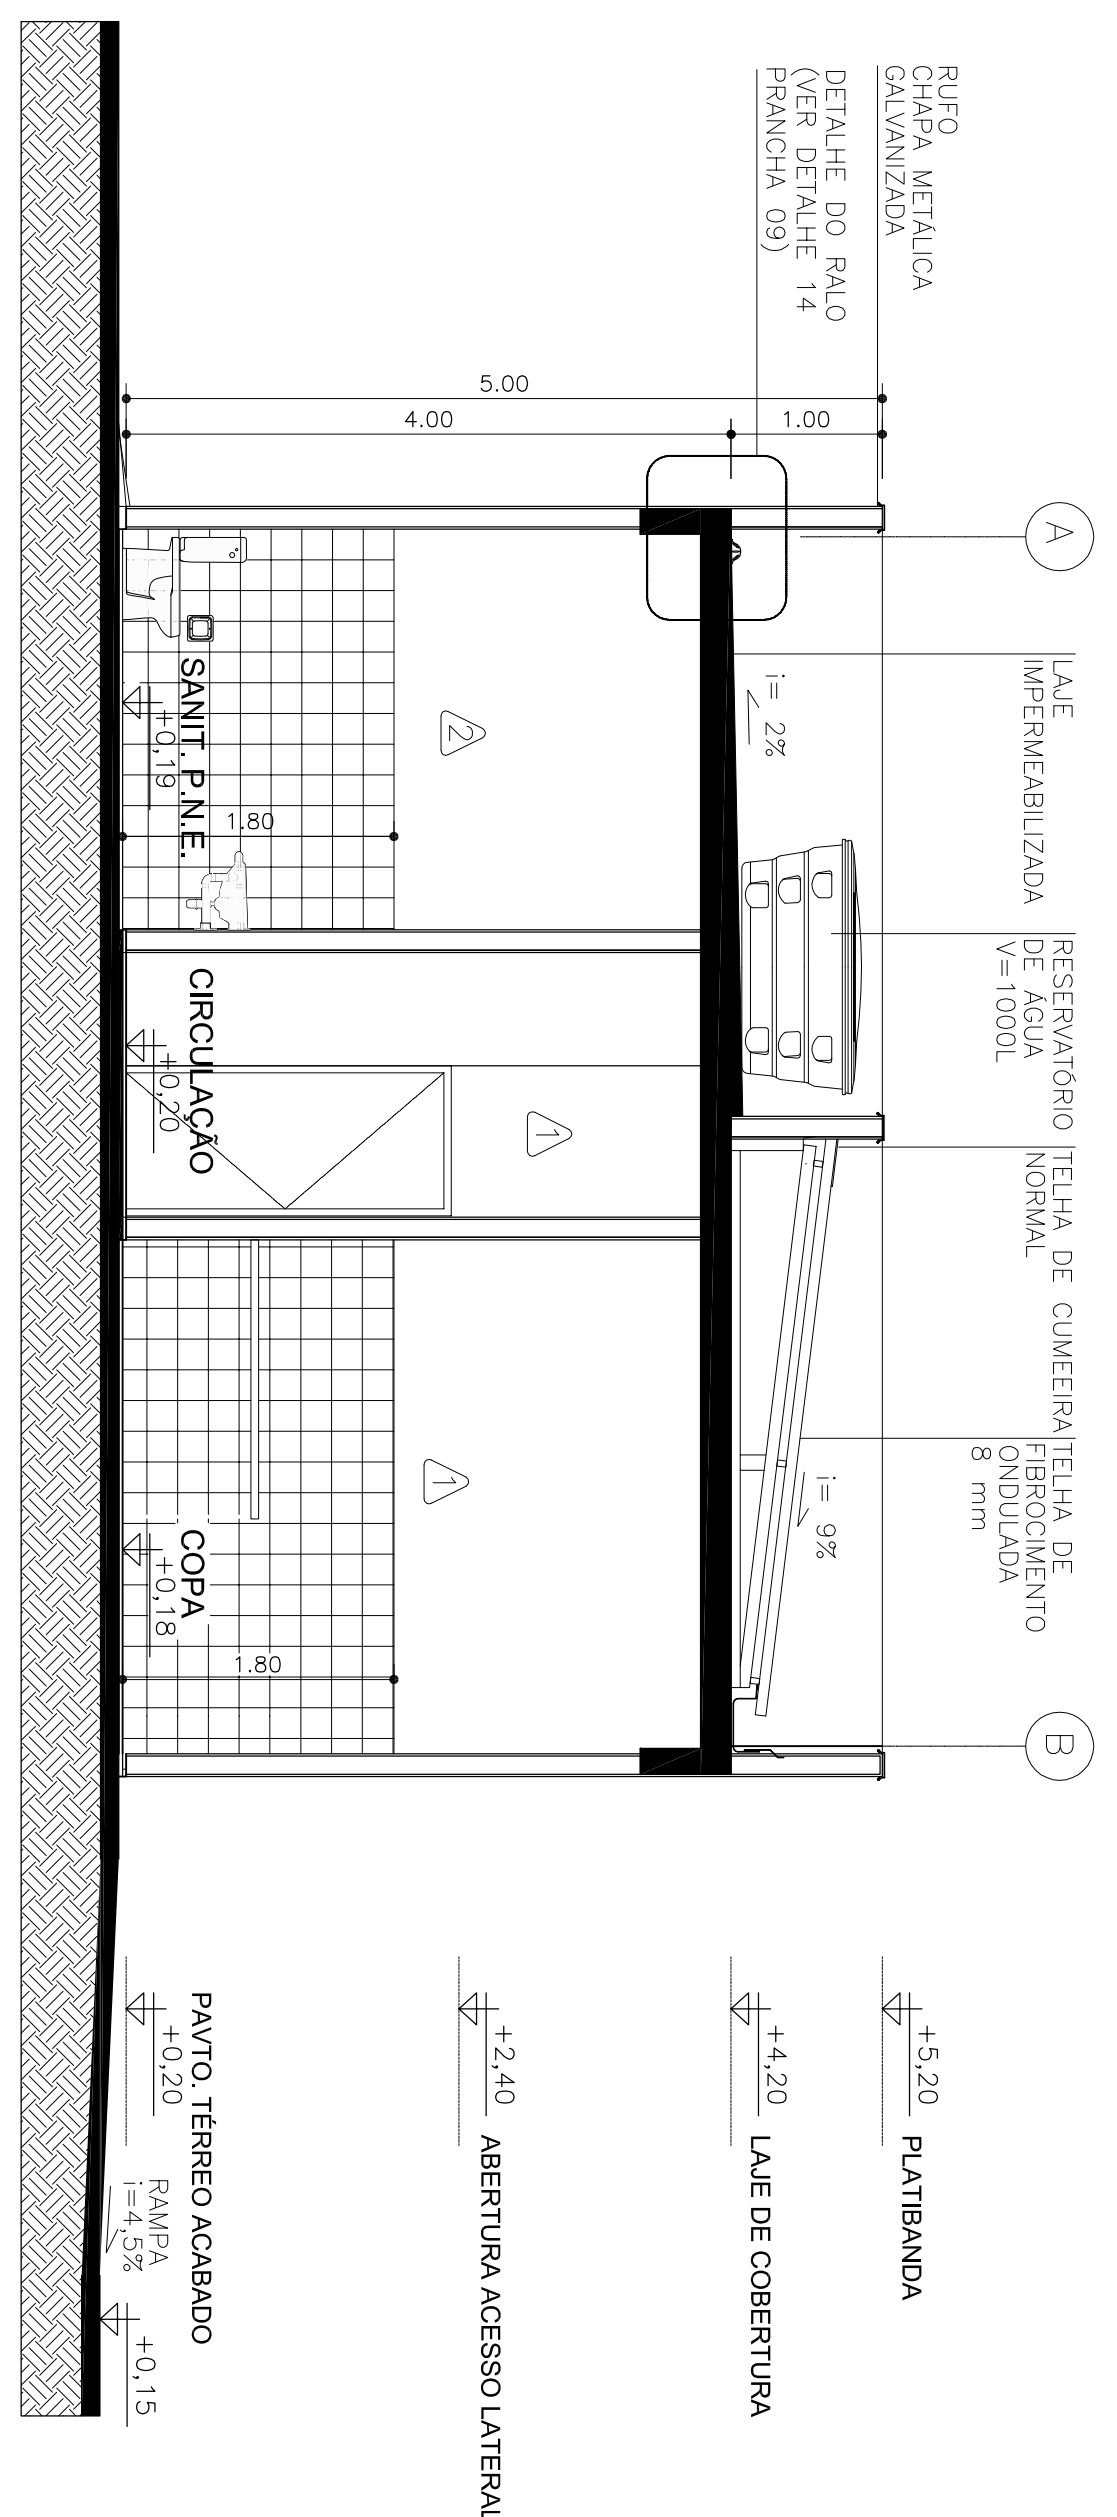 RUFO
CHAPA METÁLICA
GALVANIZADA
DETALHE DO RALO
(VER DETALHE 14
PRANCHA 09)
A
LAJE
IMPERMEABILIZADA
RESERVATÓRIO
DE ÁGUA
V=1000L
TELHA DE CUMEEIRA
NORMAL
TELHA DE
FIBROCIMENTO
ONDULADA
8 mm
B
5.00
4.00
1.00
i= 2%
i= 9%
2
1
1
1.80
1.80
SANIT. P.N.E.
+0,19
CIRCULAÇÃO
+0,20
COPA
+0,18
+5,20
PLATIBANDA
+4,20
LAJE DE COBERTURA
+2,40
ABERTURA ACESSO LATERAL
PAVTO. TÉRREO ACABADO
+0,20
RAMPA
i=4,5%
+0,15